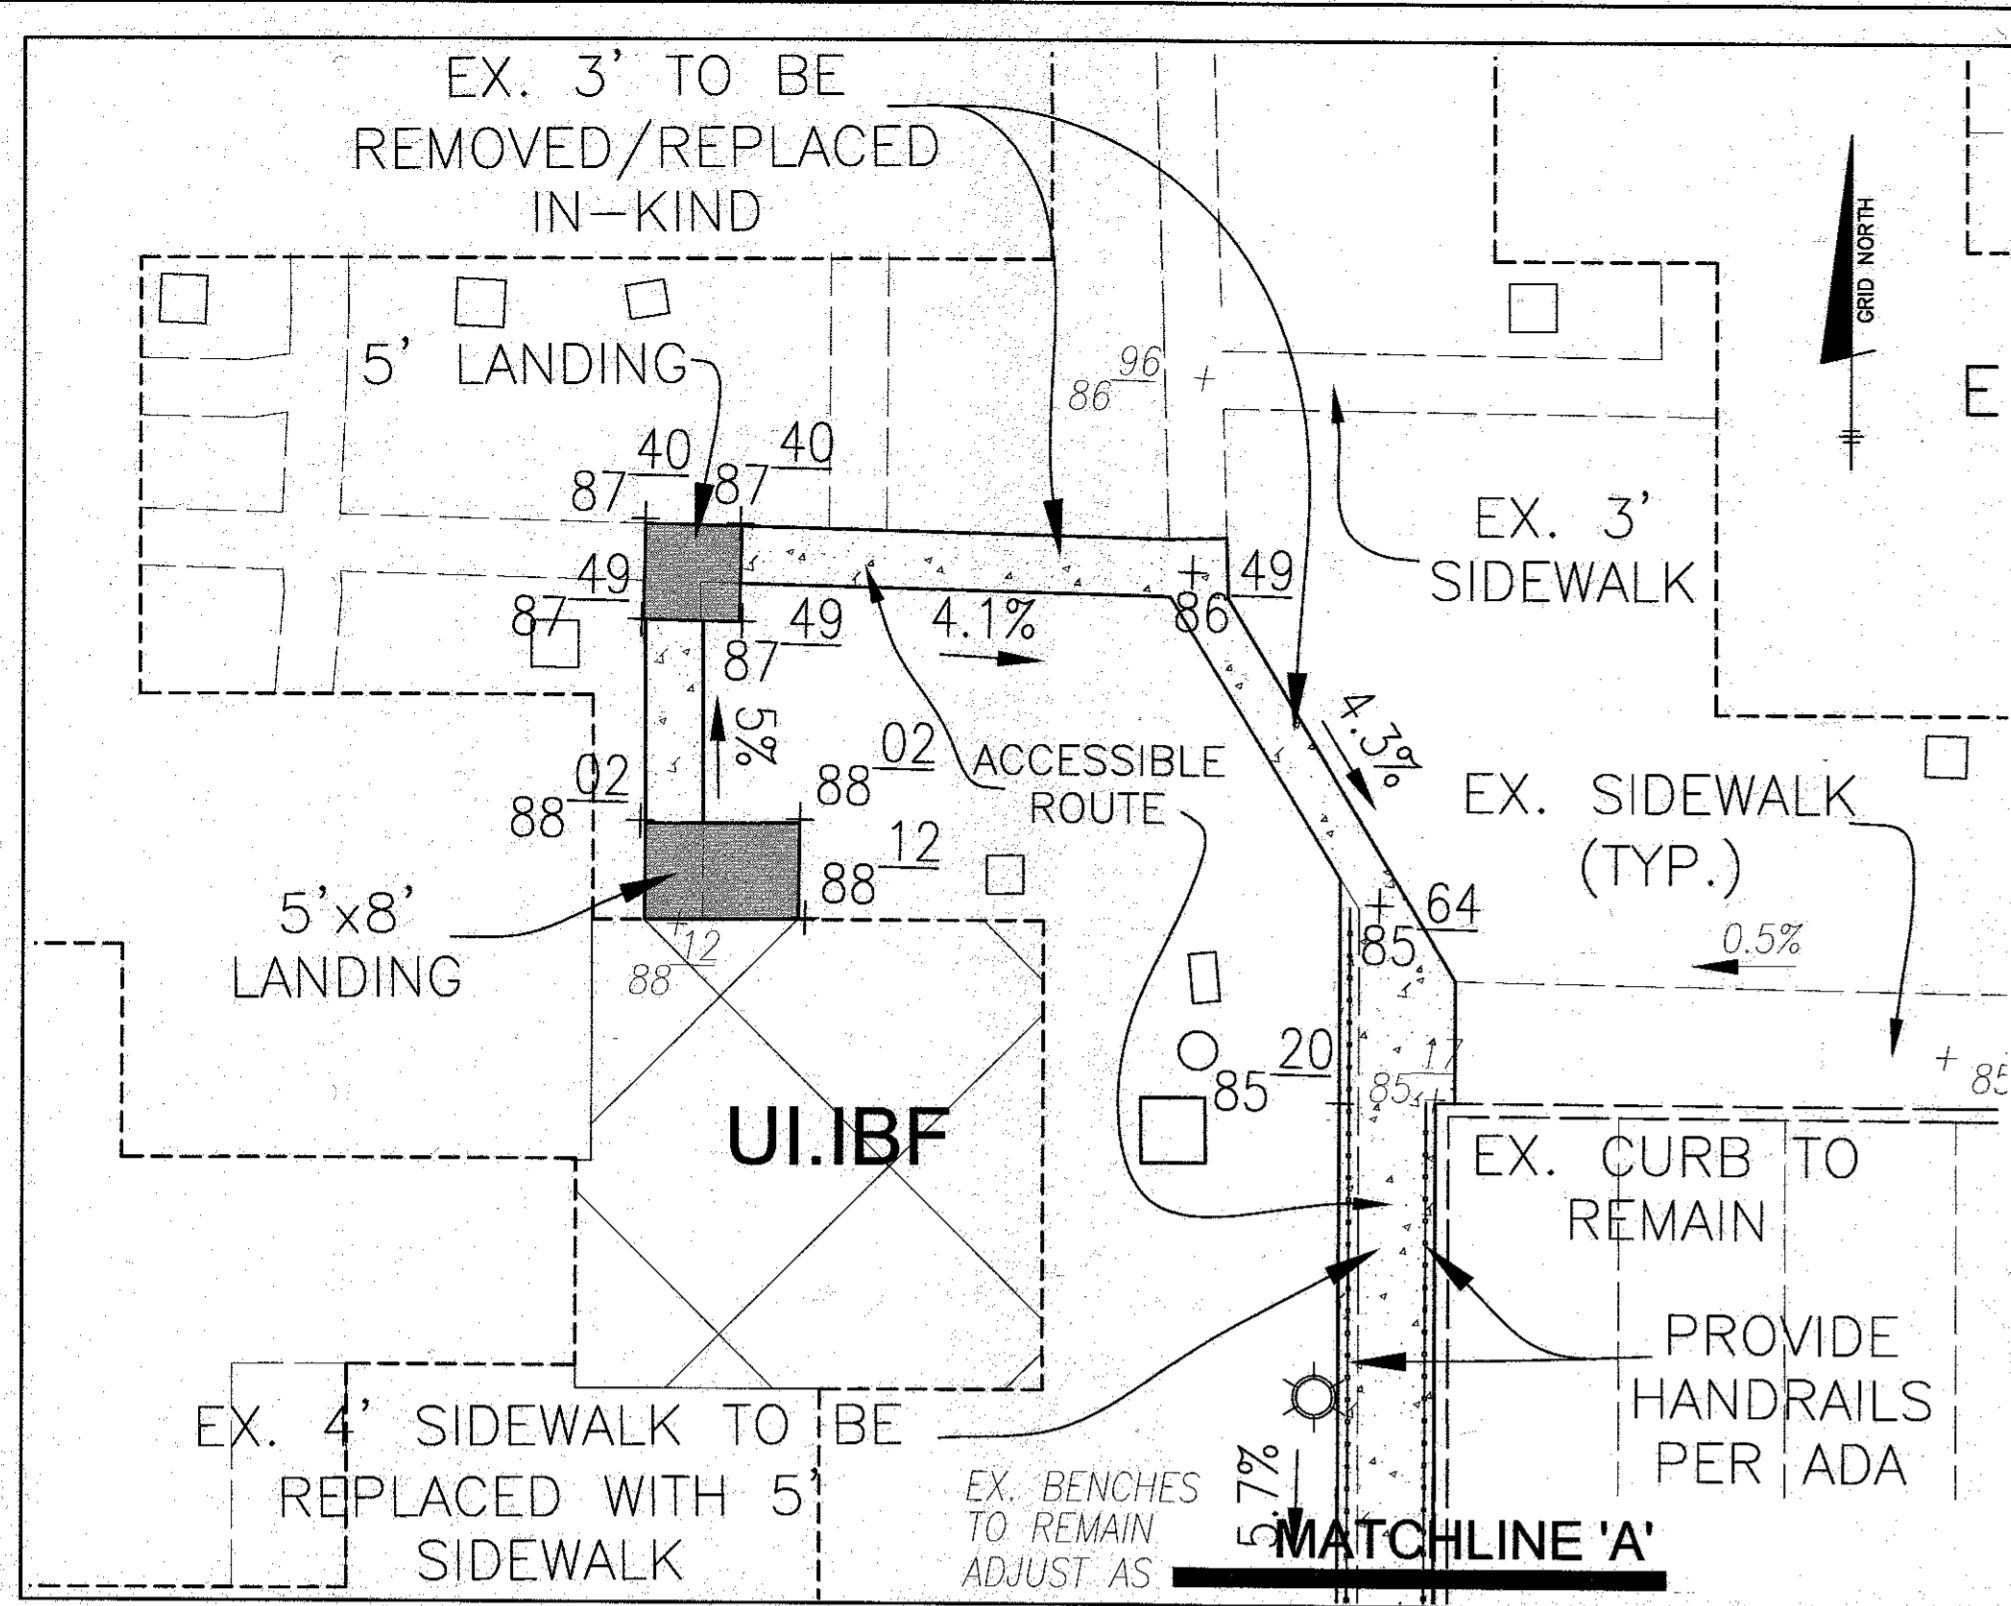 EX. 3' TO BE
REMOVED/REPLACED
IN-KIND
GRID NORTH
5' LANDING
86 96
E
87 40
87 40
EX. 3'
SIDEWALK
87 49
87 49
86 49
4.1%
5%
4.3%
88 02
88 02
ACCESSIBLE
ROUTE
EX. SIDEWALK
(TYP.)
88 12
5'x8'
LANDING
88 12
85 64
0.5%
85 20
85 17
85
UI.IBF
EX. CURB TO
REMAIN
PROVIDE
HANDRAILS
PER ADA
EX. 4' SIDEWALK TO BE
REPLACED WITH 5'
SIDEWALK
EX. BENCHES
TO REMAIN
ADJUST AS
5.7%
MATCHLINE 'A'